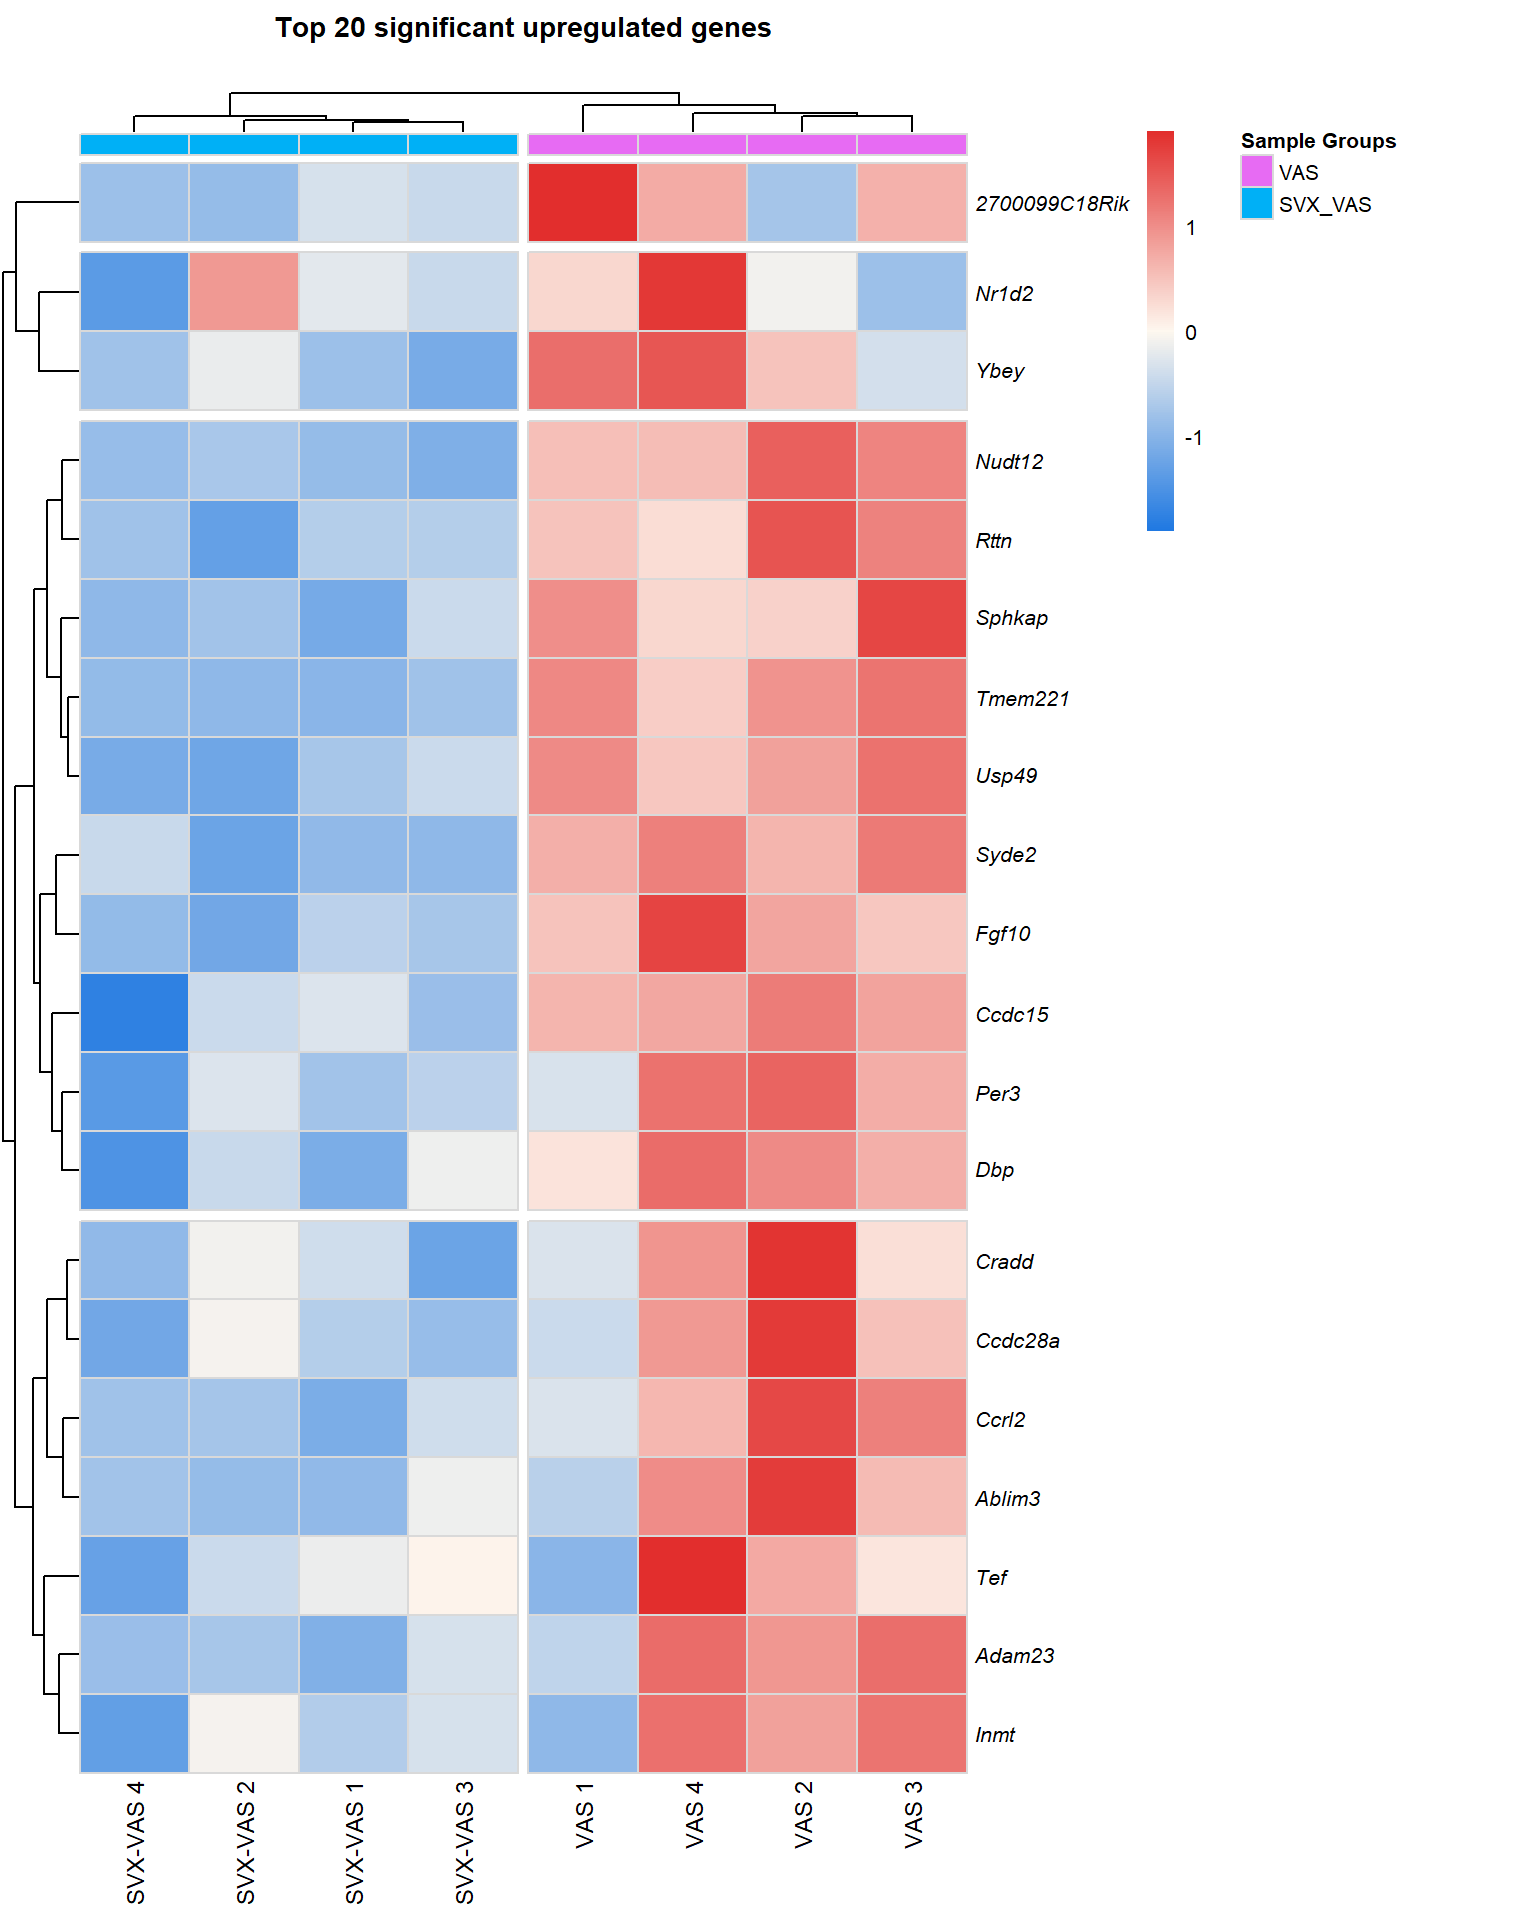 Top 20 significant upregulated genes
Sample Groups
VAS
SVX_VAS
1
0
-1
2700099C18Rik
Nr1d2
Ybey
Nudt12
Rttn
Sphkap
Tmem221
Usp49
Syde2
Fgf10
Ccdc15
Per3
Dbp
Cradd
Ccdc28a
Ccrl2
Ablim3
Tef
Adam23
Inmt
SVX-VAS 4
SVX-VAS 2
SVX-VAS 1
SVX-VAS 3
VAS 1
VAS 4
VAS 2
VAS 3